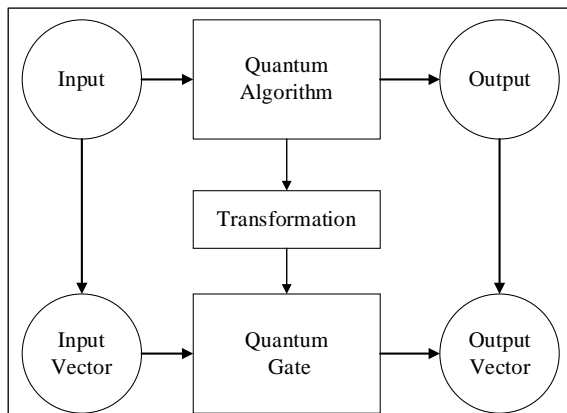 Input
Quantum
Algorithm
Output
Transformation
Input
Vector
Quantum
Gate
Output
Vector